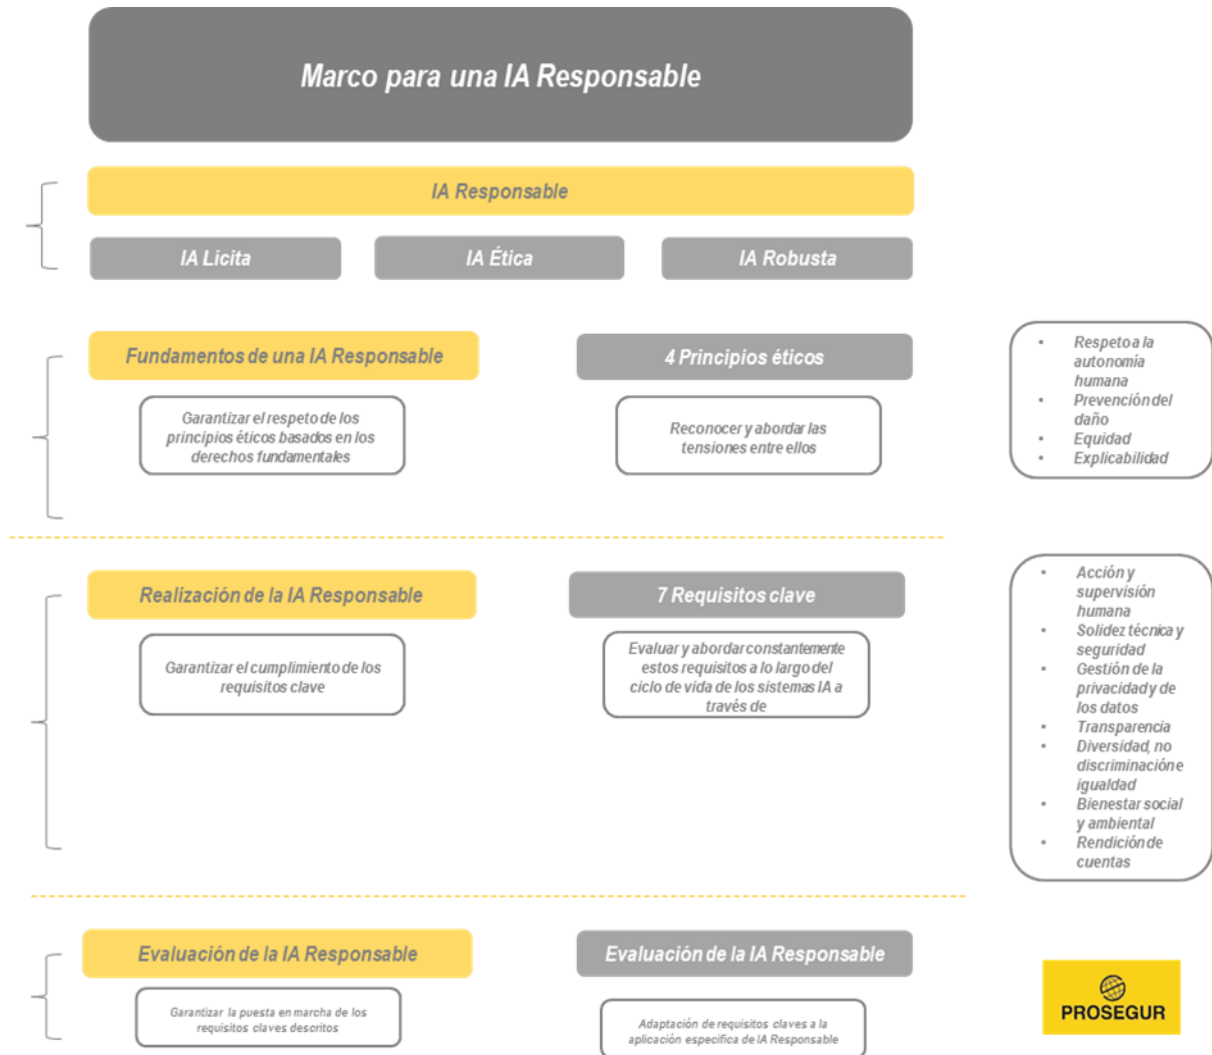 Marco para una IA Responsable
IA Responsable
IA Lícita
IA Ética
IA Robusta
Fundamentos de una IA Responsable
4 Principios éticos
Garantizar el respeto de los
principios éticos basados en los
derechos fundamentales
Reconocer y abordar las
tensiones entre ellos
• Respeto a la
autonomía
humana
• Prevención del
daño
• Equidad
• Explicabilidad
Realización de la IA Responsable
7 Requisitos clave
Garantizar el cumplimiento de los
requisitos clave
Evaluar y abordar constantemente
estos requisitos a lo largo del
ciclo de vida de los sistemas IA a
través de
• Acción y
supervisión
humana
• Solidez técnica y
seguridad
• Gestión de la
privacidad y de
los datos
• Transparencia
• Diversidad, no
discriminación e
igualdad
• Bienestar social
y ambiental
• Rendición de
cuentas
Evaluación de la IA Responsable
Evaluación de la IA Responsable
Garantizar la puesta en marcha de los
requisitos claves descritos
Adaptación de requisitos claves a la
aplicación específica de IA Responsable
PROSEGUR